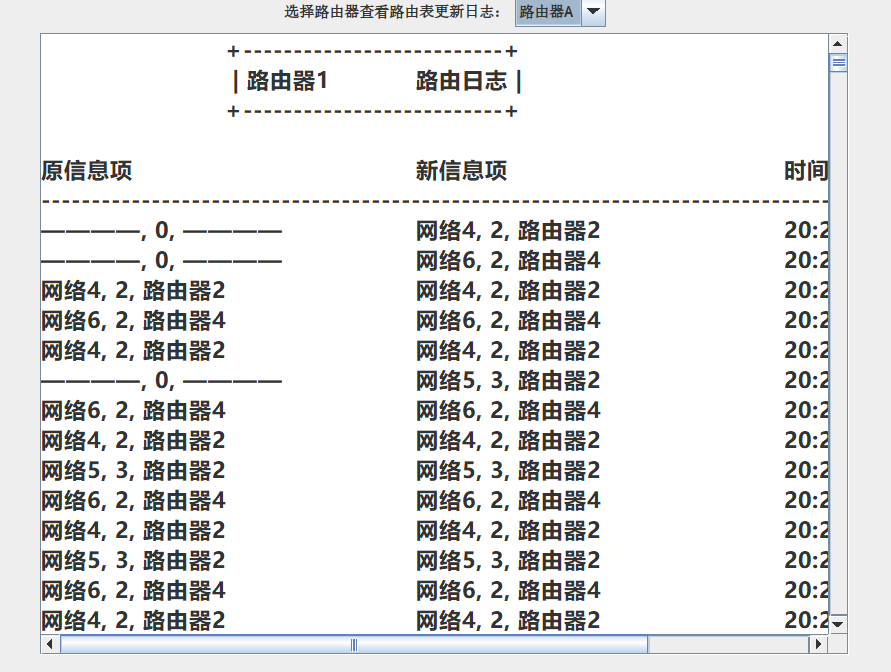 选择路由器查看路由表更新日志: 路由器A
+--------------------------+
| 路由器1 路由日志 |
+--------------------------+
原信息项 新信息项 时间
--------------------------------------------------------------------------------
—————, 0, ————— 网络4, 2, 路由器2 20:2
—————, 0, ————— 网络6, 2, 路由器4 20:2
网络4, 2, 路由器2 网络4, 2, 路由器2 20:2
网络6, 2, 路由器4 网络6, 2, 路由器4 20:2
网络4, 2, 路由器2 网络4, 2, 路由器2 20:2
—————, 0, ————— 网络5, 3, 路由器2 20:2
网络6, 2, 路由器4 网络6, 2, 路由器4 20:2
网络4, 2, 路由器2 网络4, 2, 路由器2 20:2
网络5, 3, 路由器2 网络5, 3, 路由器2 20:2
网络6, 2, 路由器4 网络6, 2, 路由器4 20:2
网络4, 2, 路由器2 网络4, 2, 路由器2 20:2
网络5, 3, 路由器2 网络5, 3, 路由器2 20:2
网络6, 2, 路由器4 网络6, 2, 路由器4 20:2
网络4, 2, 路由器2 网络4, 2, 路由器2 20:2